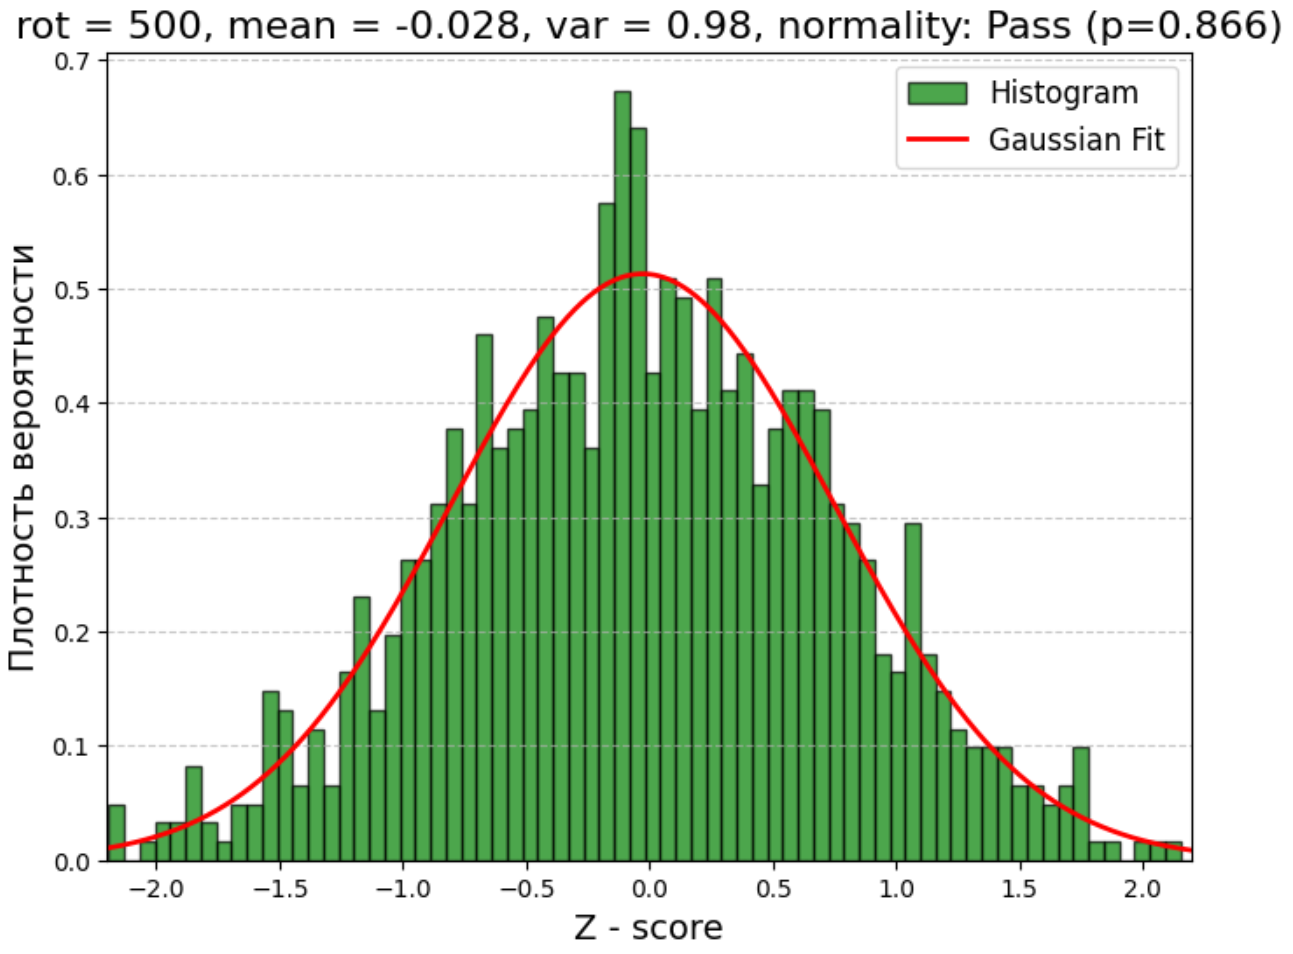 rot = 500, mean = -0.028, var = 0.98, normality: Pass (p=0.866)
Histogram
Gaussian Fit
Плотность вероятности
0.7
0.6
0.5
0.4
0.3
0.2
0.1
0.0
−2.0 −1.5 −1.0 −0.5 0.0 0.5 1.0 1.5 2.0
Z - score